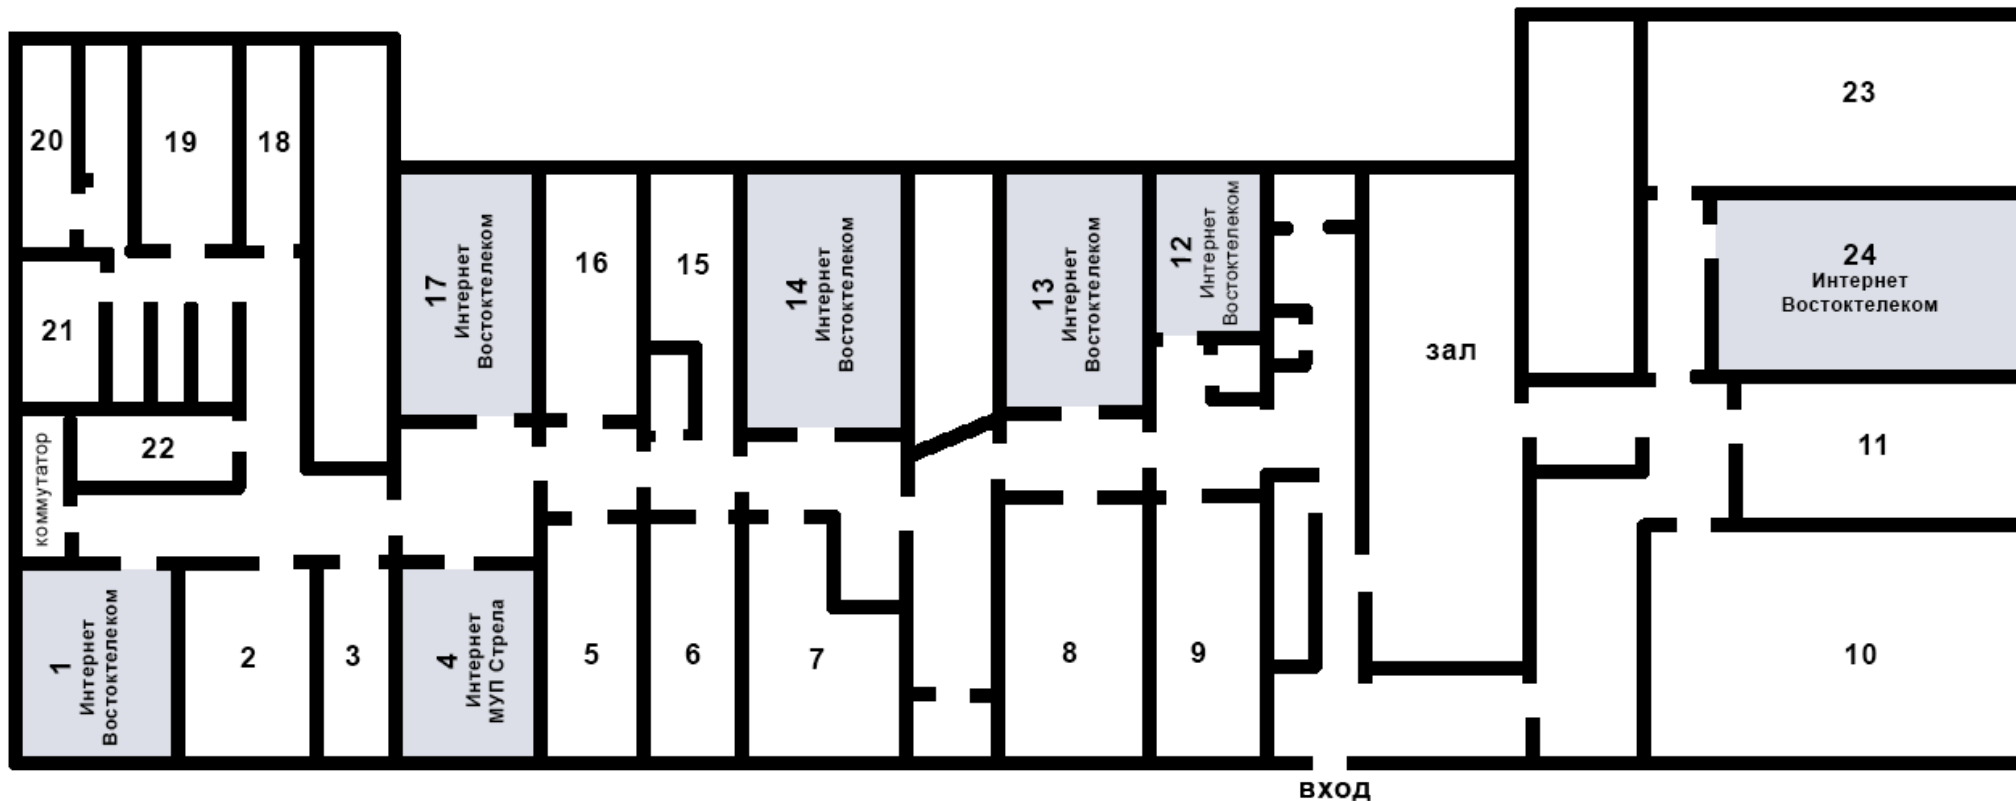 23
20
19
18
24
Интернет
Востоктелеком
17
Интернет
Востоктелеком
16
15
14
Интернет
Востоктелеком
13
Интернет
Востоктелеком
12
Интернет
Востоктелеком
21
зал
22
11
коммутатор
1
Интернет
Востоктелеком
2
3
4
Интернет
МУП Стрела
5
6
7
8
9
10
вход